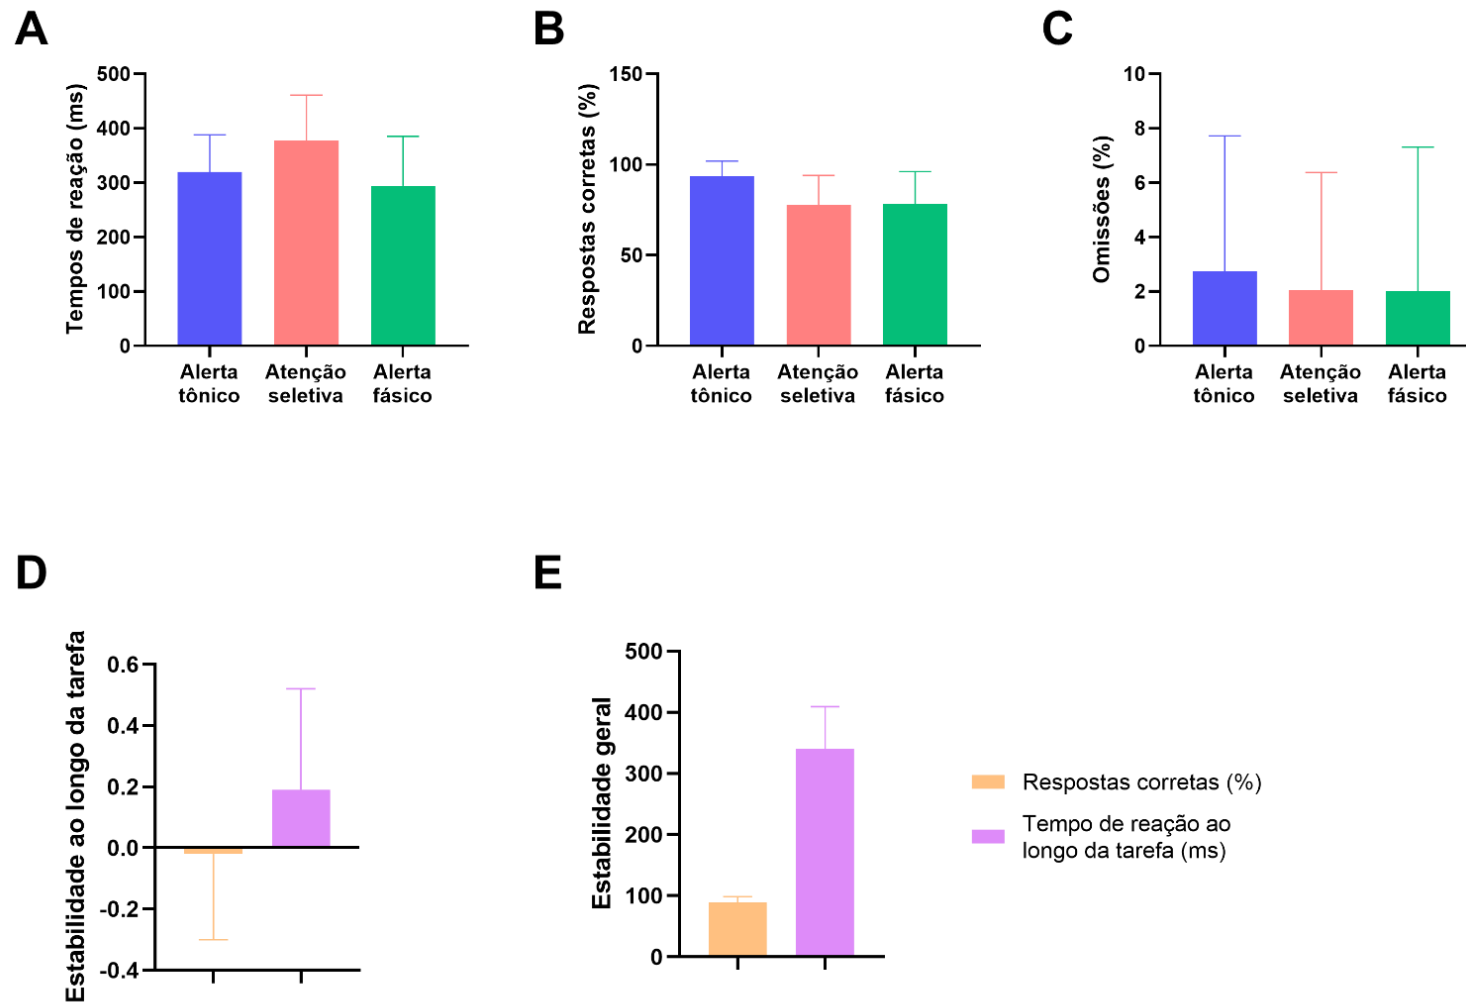 A
B
C
Tempos de reação (ms)
500
400
300
200
100
0
Alerta
tônico
Atenção
seletiva
Alerta
fásico
Respostas corretas (%)
150
100
50
0
Alerta
tônico
Atenção
seletiva
Alerta
fásico
Omissões (%)
10
8
6
4
2
0
Alerta
tônico
Atenção
seletiva
Alerta
fásico
D
E
Estabilidade ao longo da tarefa
0.6
0.4
0.2
0.0
-0.2
-0.4
Estabilidade geral
500
400
300
200
100
0
Respostas corretas (%)
Tempo de reação ao
longo da tarefa (ms)